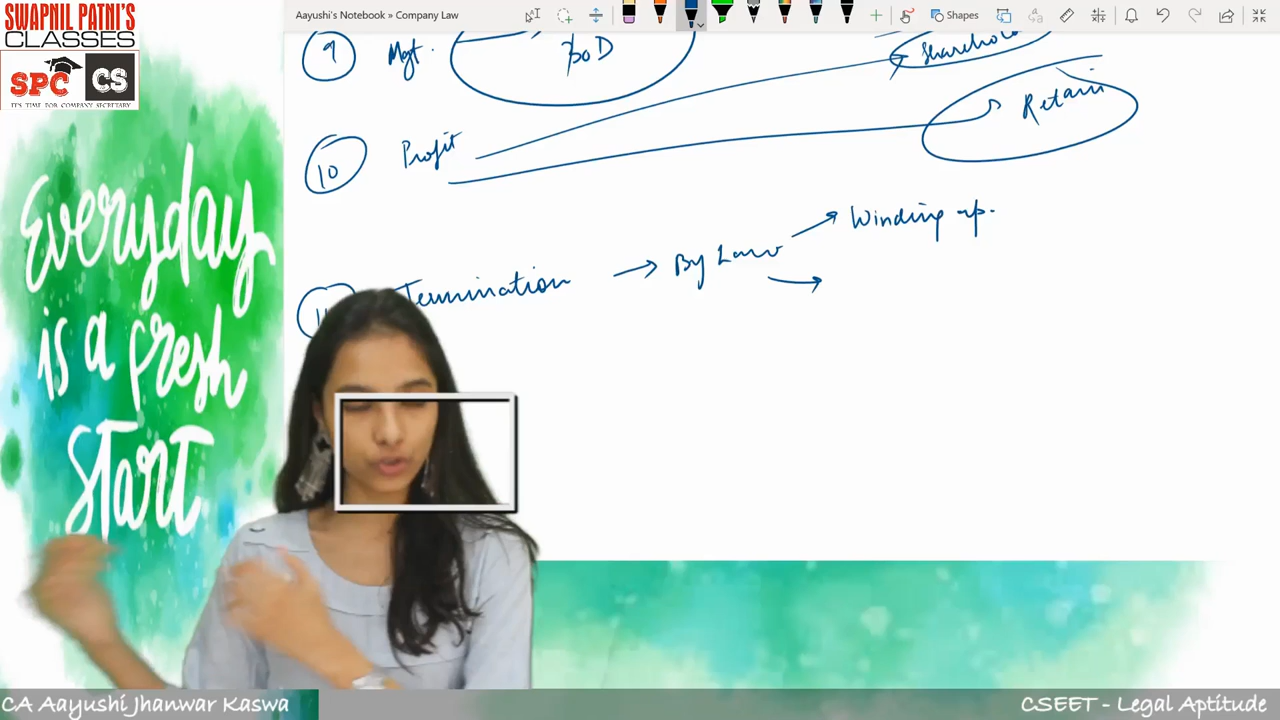 SWAPNIL PATNI'S
CLASSES
SPC CS
IT'S TIME FOR COMPANY SECRETARY
Aayushi's Notebook » Company Law
Shapes
9 Mgt. BoD
Retain
10 Profit
11 Termination → By Law → Winding up.
→
Everyday
is a fresh
Start
CA Aayushi Jhanwar Kaswa
CSEET - Legal Aptitude